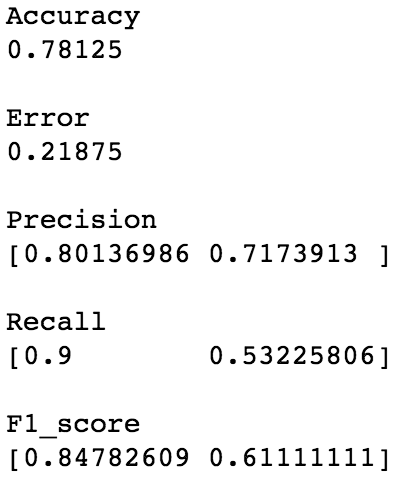 Accuracy
0.78125
Error
0.21875
Precision
[0.80136986 0.7173913 ]
Recall
[0.9        0.53225806]
F1_score
[0.84782609 0.61111111]